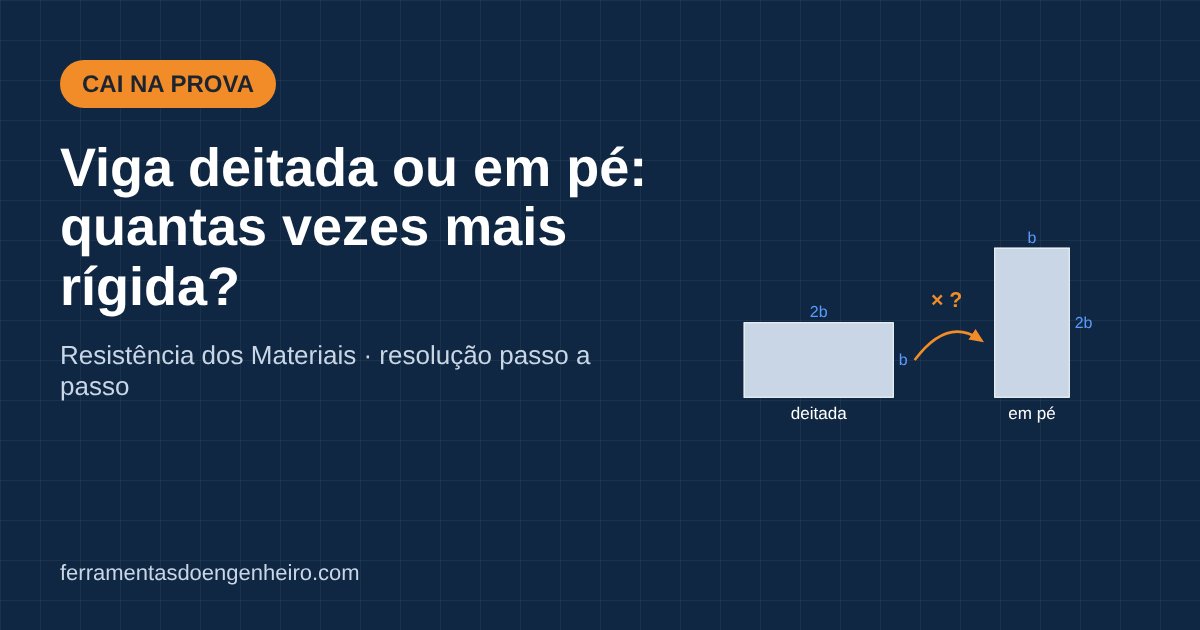 CAI NA PROVA
Viga deitada ou em pé:
quantas vezes mais
rígida?
Resistência dos Materiais · resolução passo a
passo
2b
b
deitada
× ?
b
2b
em pé
ferramentasdoengenheiro.com